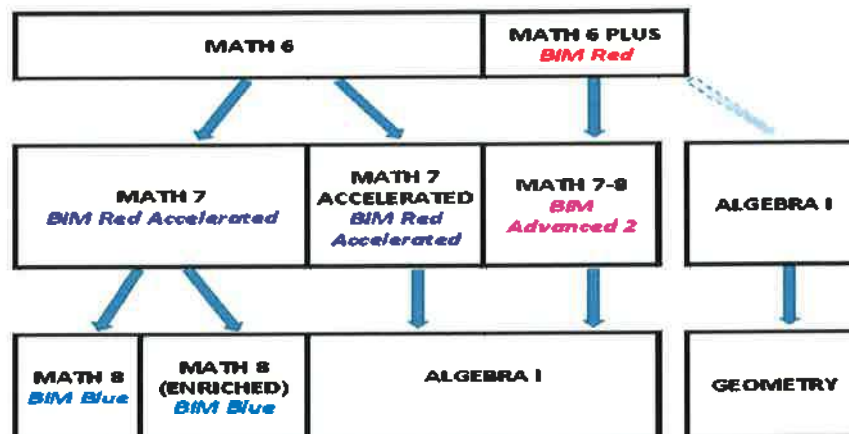 MATH 6
MATH 6 PLUS
BIM Red
MATH 7
BIM Red Accelerated
MATH 7
ACCELERATED
BIM Red
Accelerated
MATH 7-8
BIM
Advanced 2
ALGEBRA I
MATH 8
BIM Blue
MATH 8
(ENRICHED)
BIM Blue
ALGEBRA I
GEOMETRY